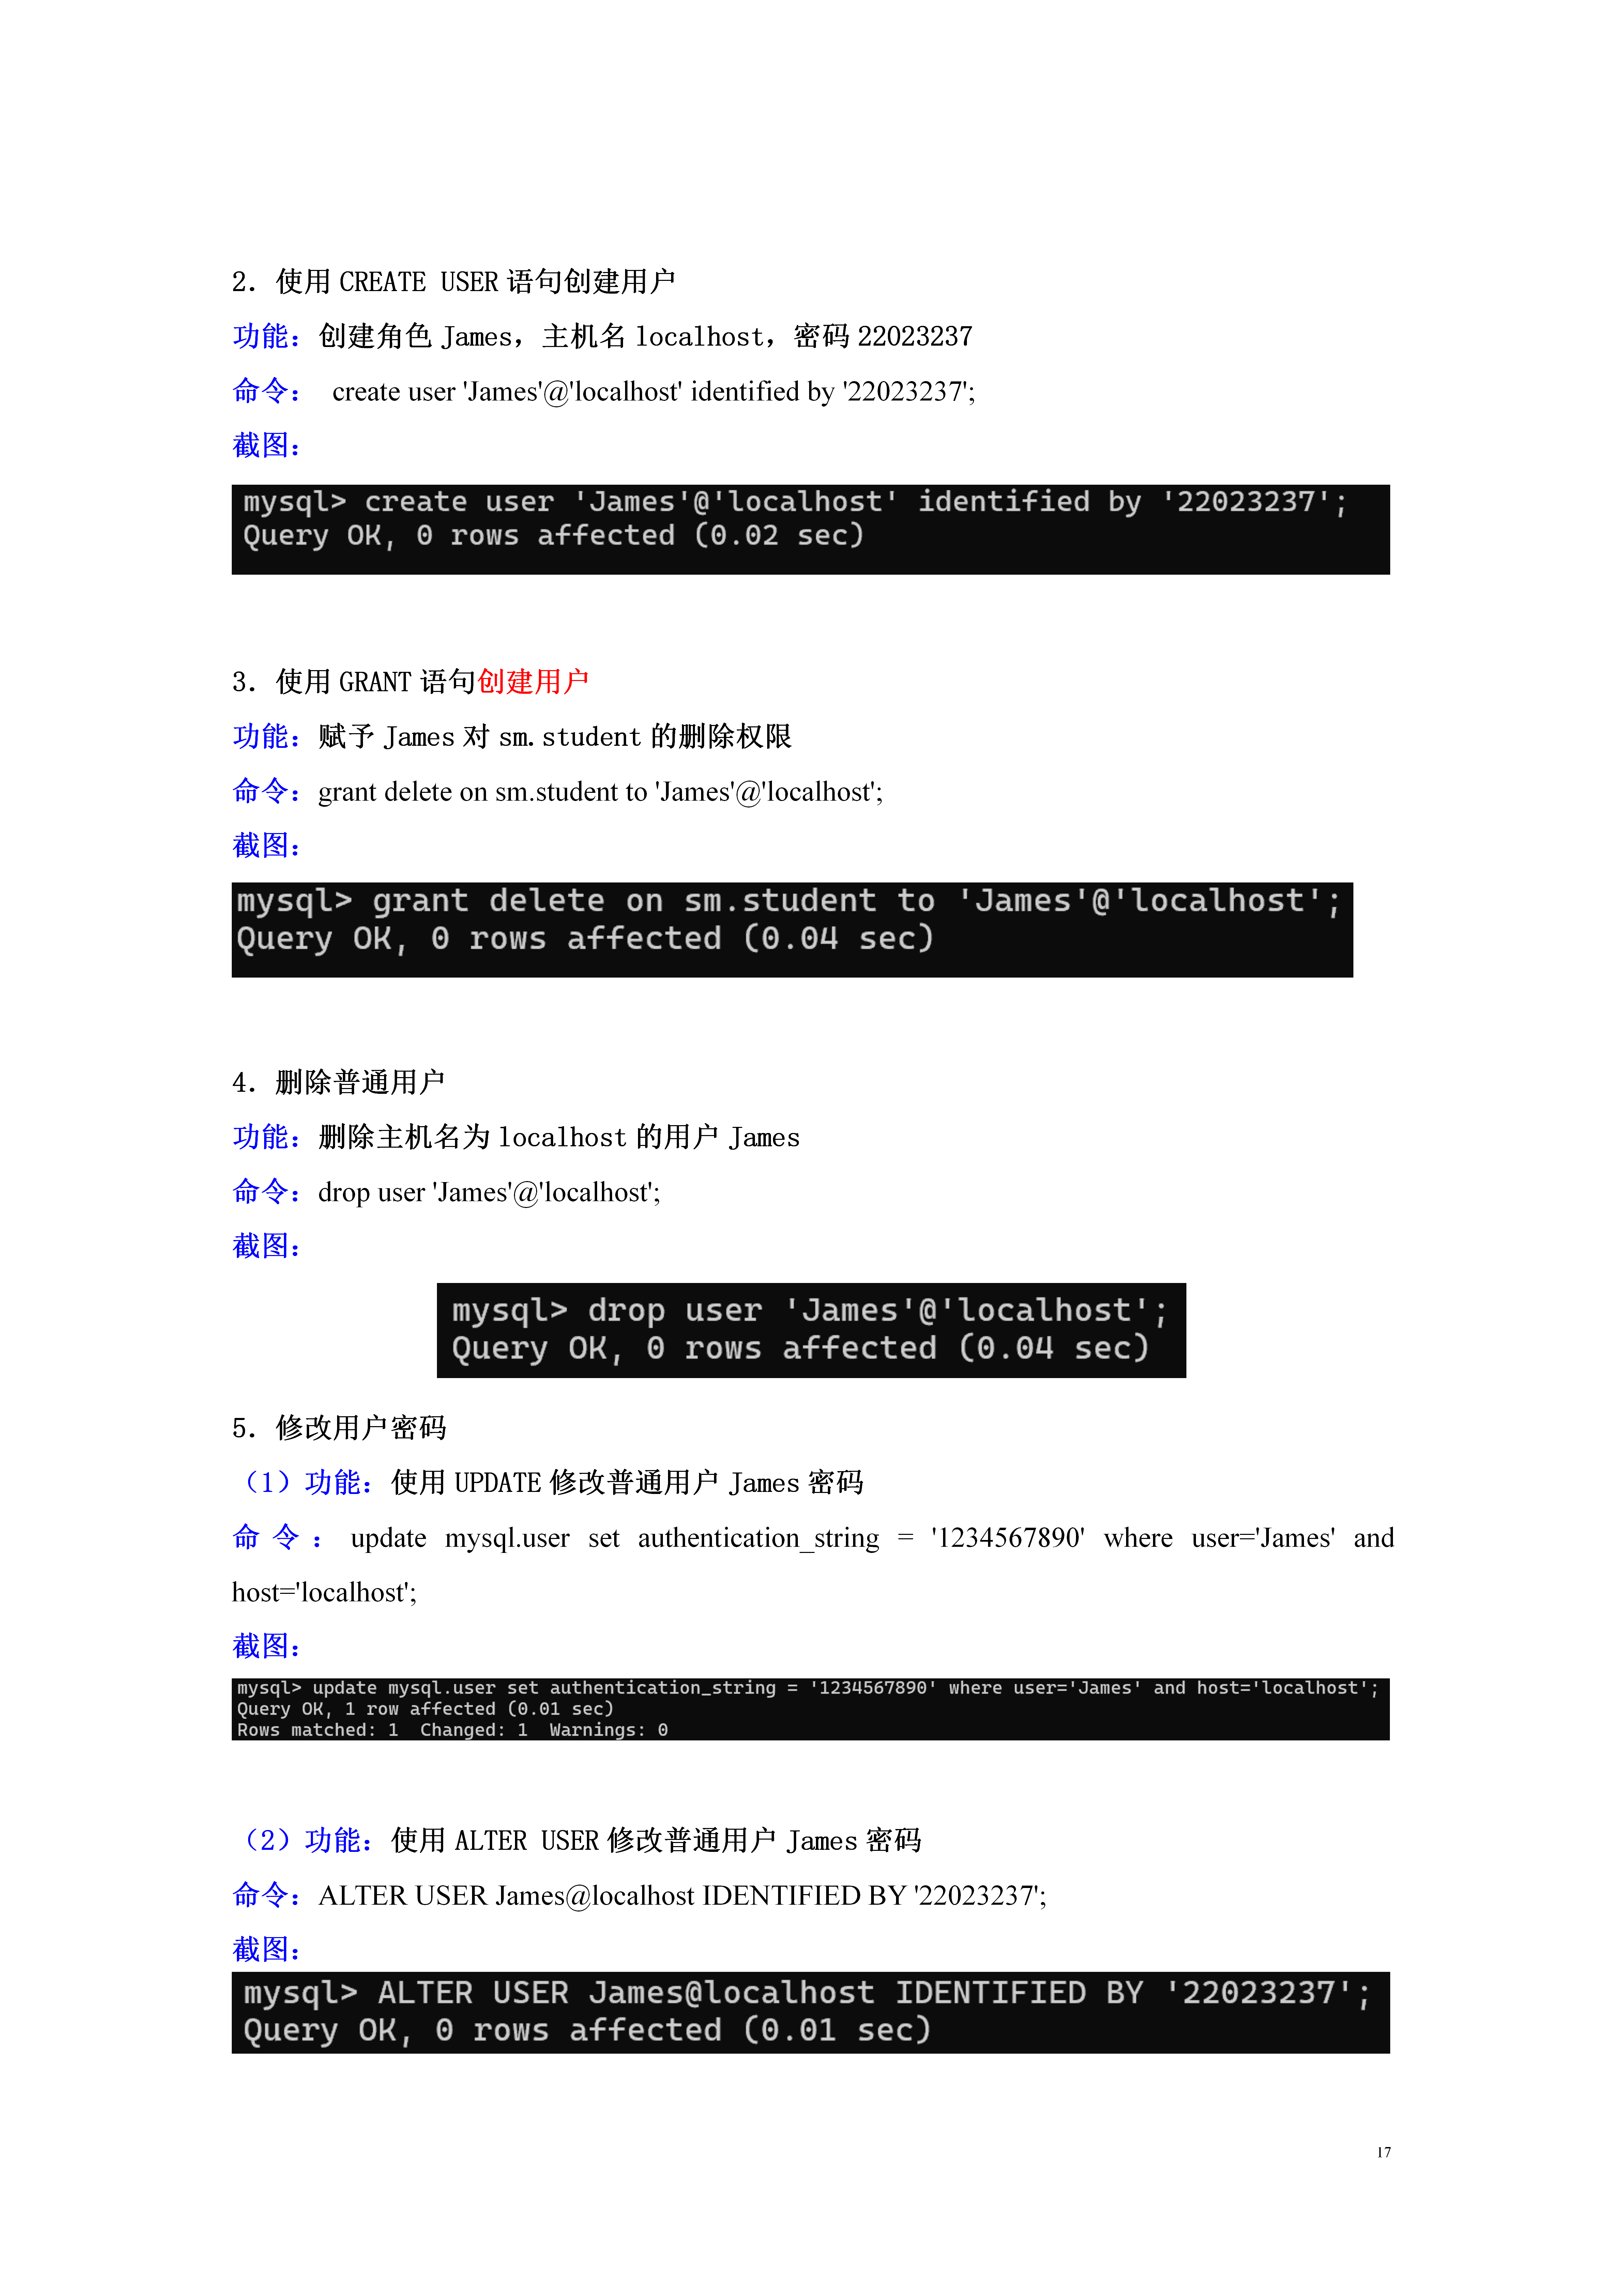 2. 使用 CREATE USER 语句创建用户
功能：创建角色 James，主机名 localhost，密码 22023237
命令： create user 'James'@'localhost' identified by '22023237';
截图：
mysql> create user 'James'@'localhost' identified by '22023237';
Query OK, 0 rows affected (0.02 sec)
3. 使用 GRANT 语句创建用户
功能：赋予 James 对 sm.student 的删除权限
命令：grant delete on sm.student to 'James'@'localhost';
截图：
mysql> grant delete on sm.student to 'James'@'localhost';
Query OK, 0 rows affected (0.04 sec)
4. 删除普通用户
功能：删除主机名为 localhost 的用户 James
命令：drop user 'James'@'localhost';
截图：
mysql> drop user 'James'@'localhost';
Query OK, 0 rows affected (0.04 sec)
5. 修改用户密码
（1）功能：使用 UPDATE 修改普通用户 James 密码
命令：update mysql.user set authentication_string = '1234567890' where user='James' and
host='localhost';
截图：
mysql> update mysql.user set authentication_string = '1234567890' where user='James' and host='localhost';
Query OK, 1 row affected (0.01 sec)
Rows matched: 1  Changed: 1  Warnings: 0
（2）功能：使用 ALTER USER 修改普通用户 James 密码
命令：ALTER USER James@localhost IDENTIFIED BY '22023237';
截图：
mysql> ALTER USER James@localhost IDENTIFIED BY '22023237';
Query OK, 0 rows affected (0.01 sec)
17